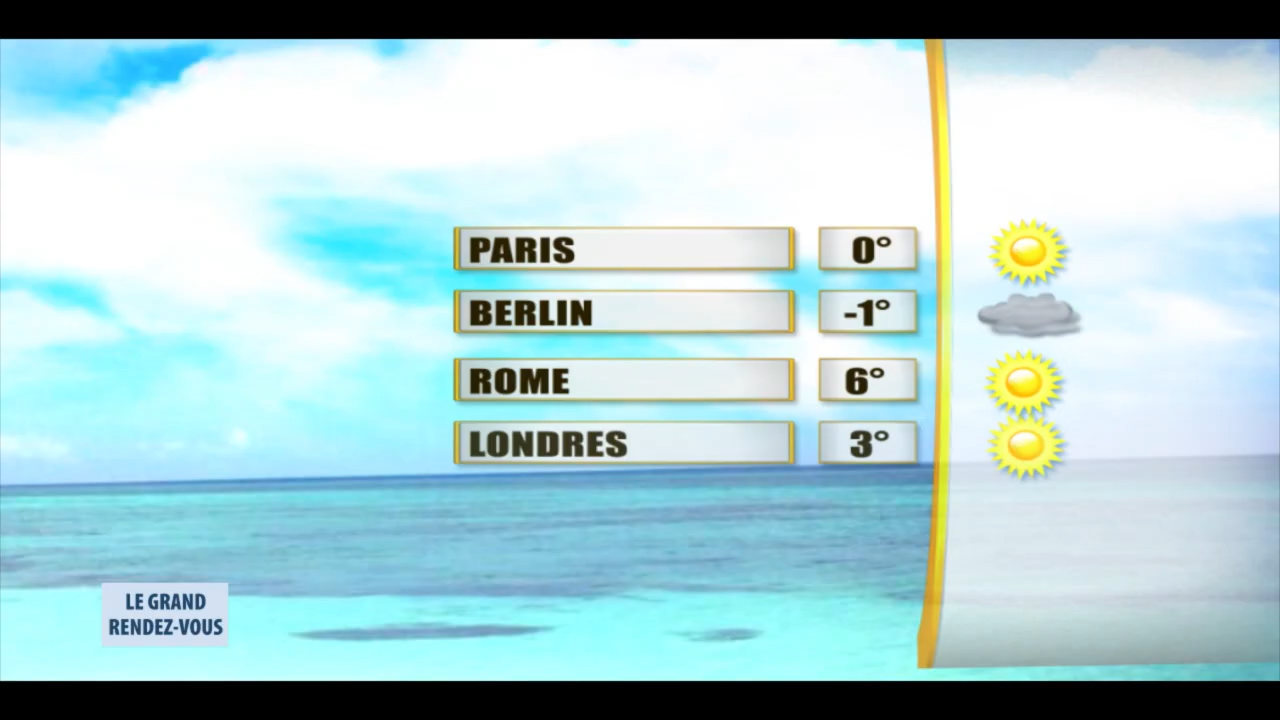 PARIS 0°
BERLIN -1°
ROME 6°
LONDRES 3°
LE GRAND
RENDEZ-VOUS